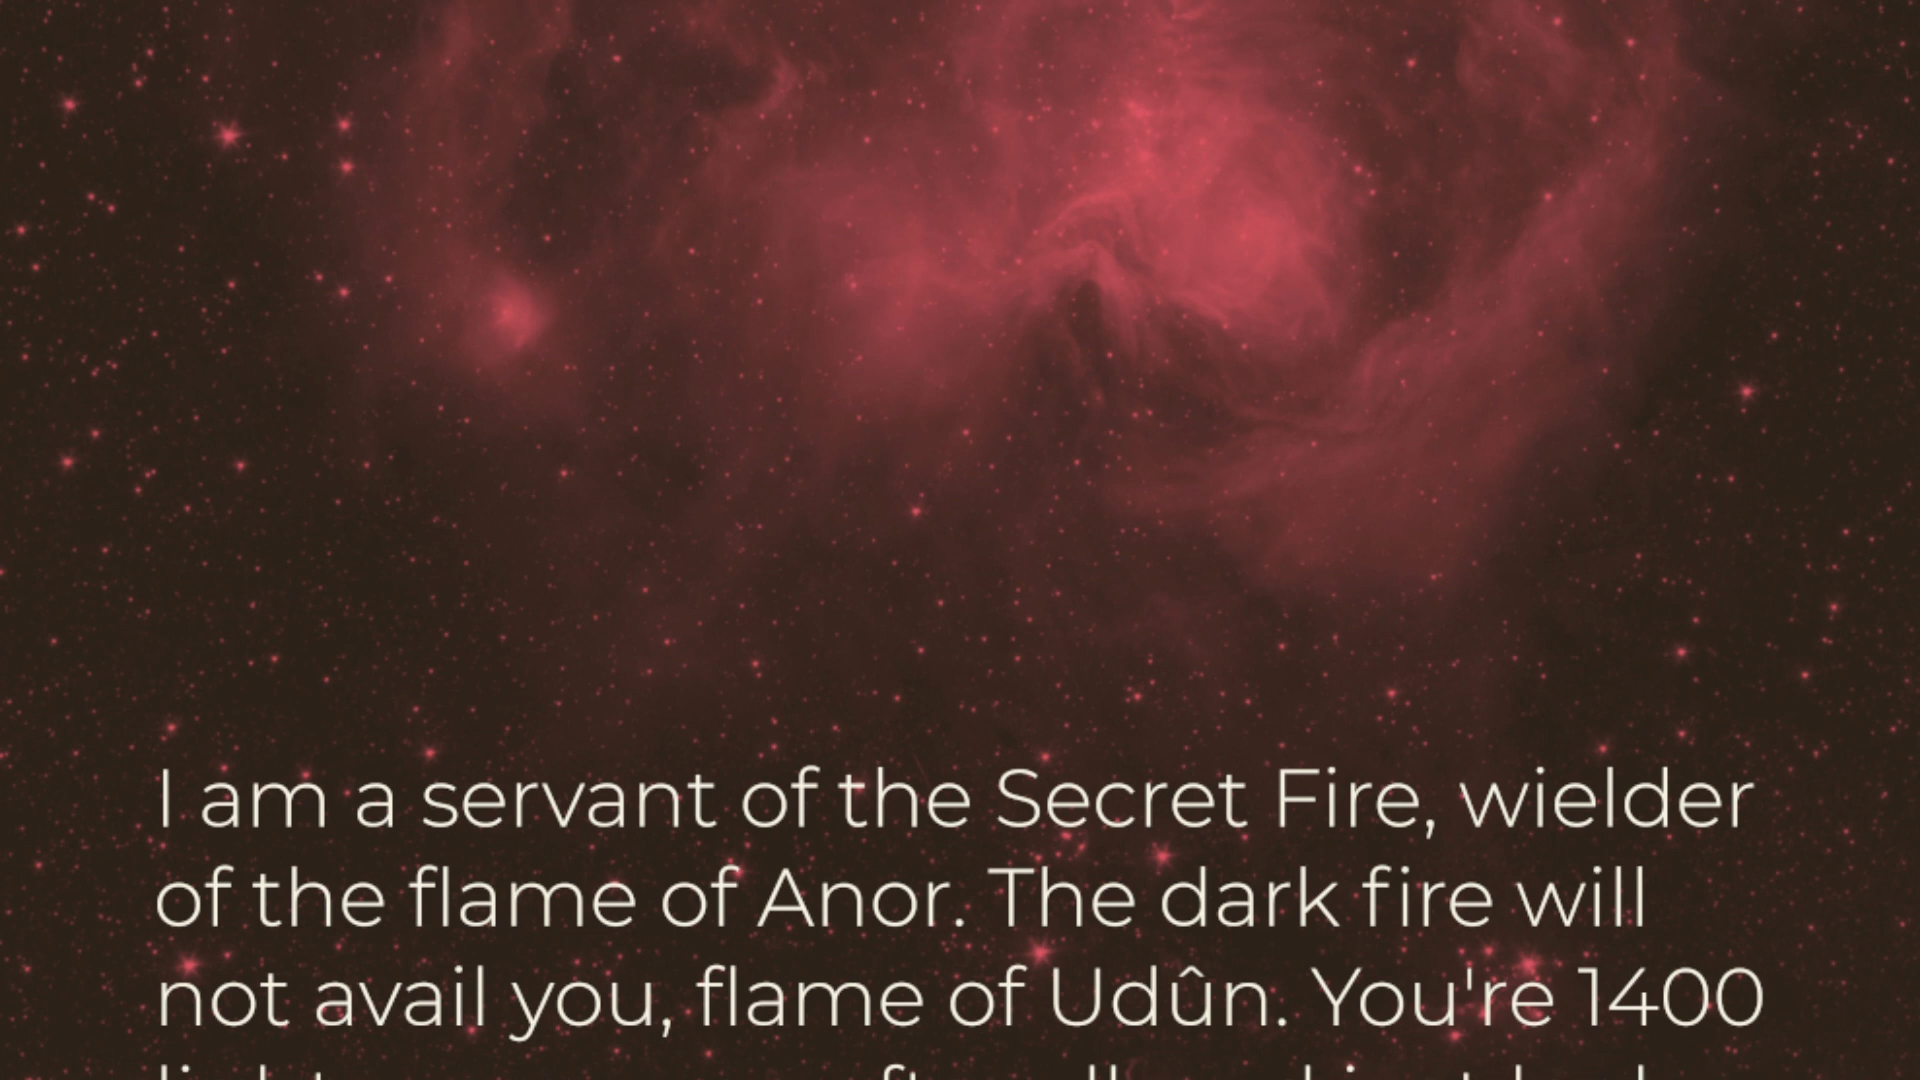 I am a servant of the Secret Fire, wielder
of the flame of Anor. The dark fire will
not avail you, flame of Udûn. You're 1400